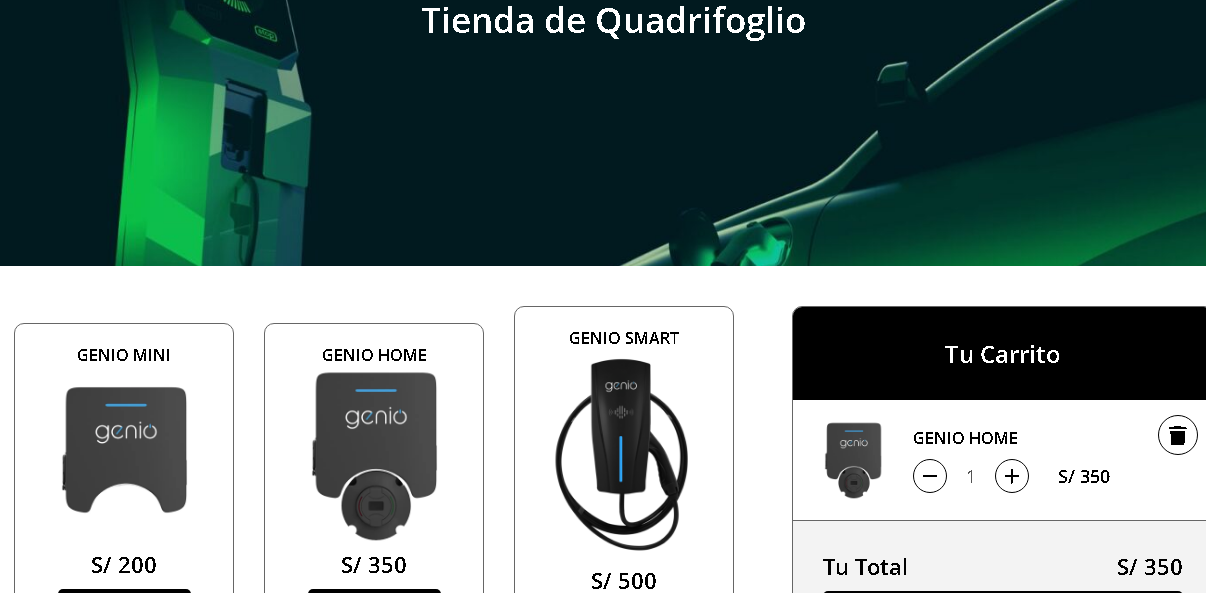 Tienda de Quadrifoglio
GENIO MINI
genio
S/ 200
GENIO HOME
genio
S/ 350
GENIO SMART
genio
S/ 500
Tu Carrito
genio
GENIO HOME
1
S/ 350
Tu Total
S/ 350